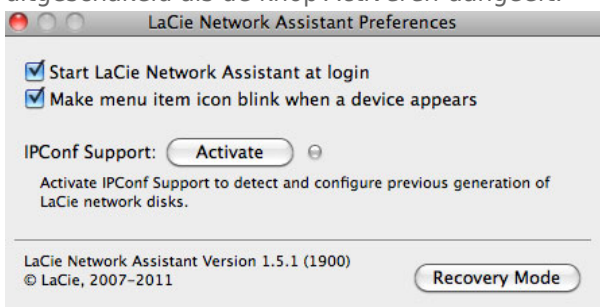 LaCie Network Assistant Preferences
Start LaCie Network Assistant at login
Make menu item icon blink when a device appears
IPConf Support: Activate
Activate IPConf Support to detect and configure previous generation of
LaCie network disks.
LaCie Network Assistant Version 1.5.1 (1900)
© LaCie, 2007-2011
Recovery Mode